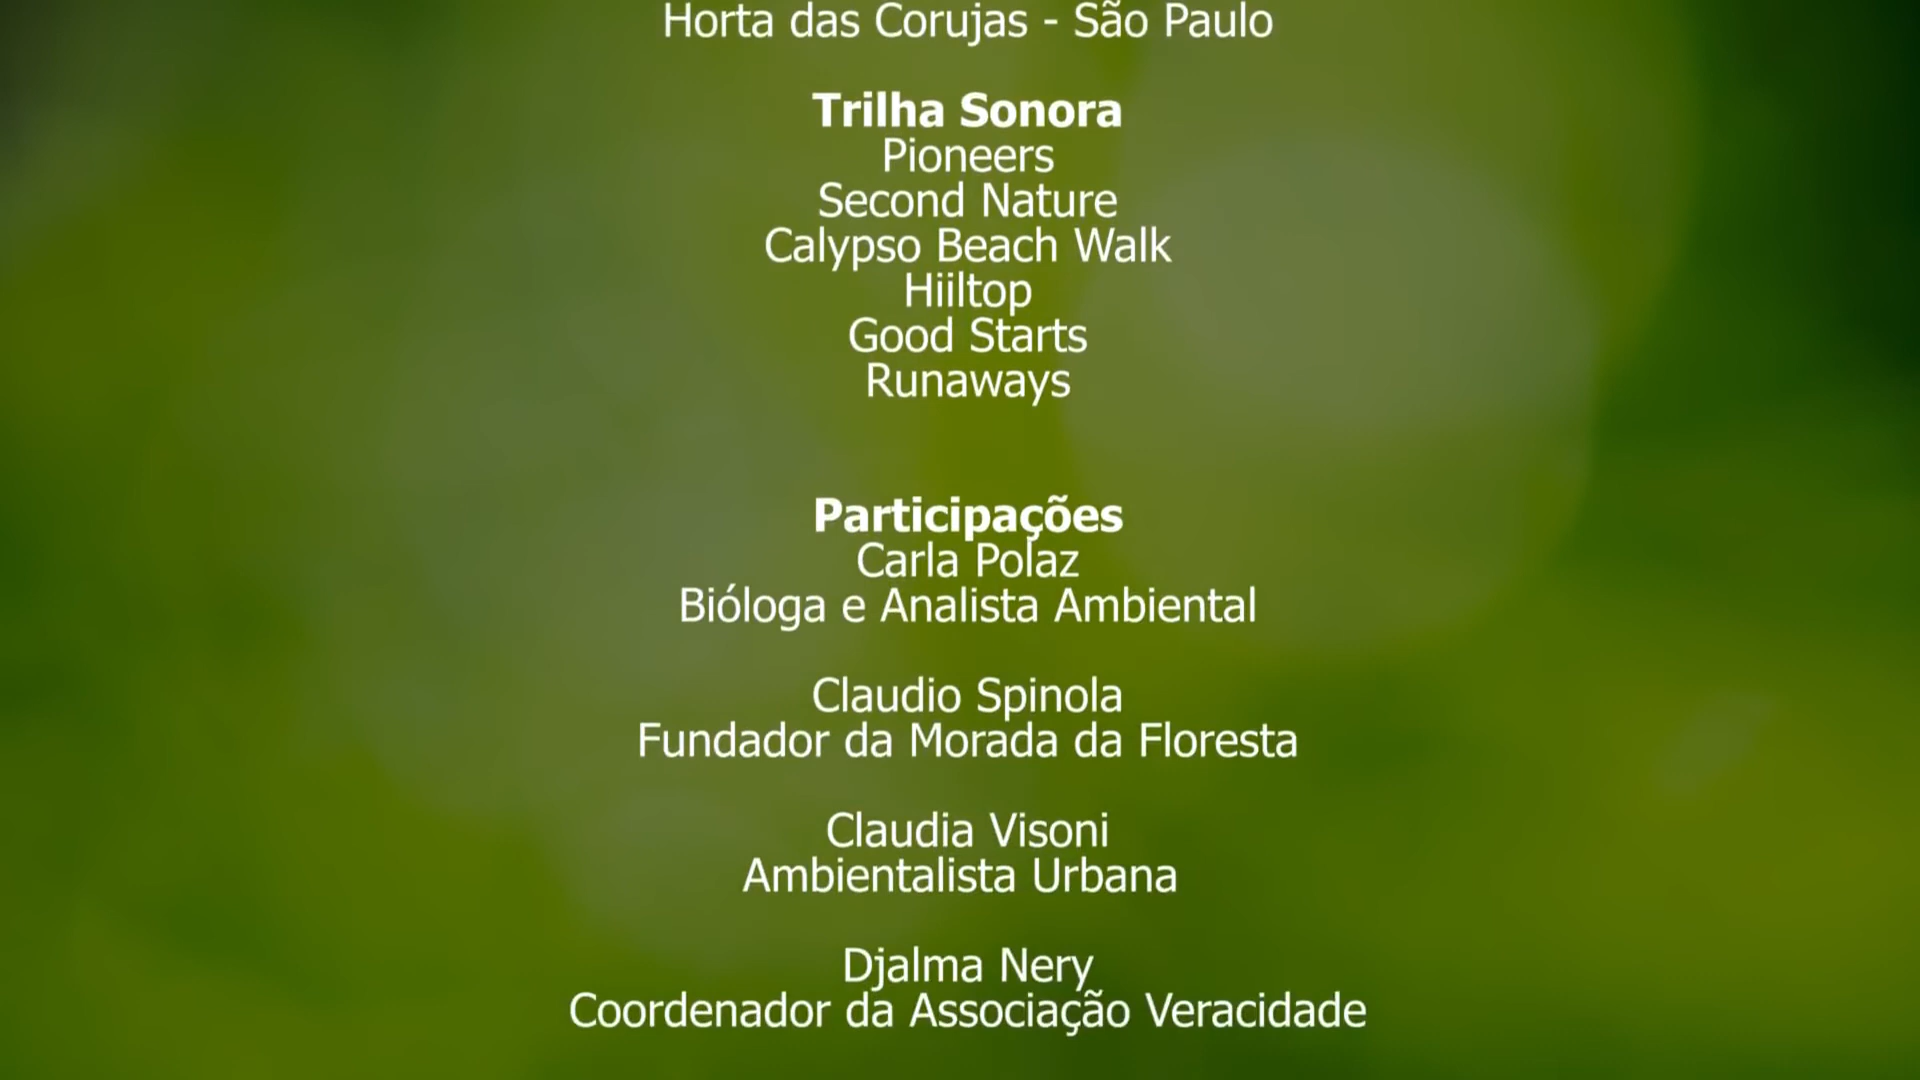 Horta das Corujas - São Paulo
Trilha Sonora
Pioneers
Second Nature
Calypso Beach Walk
Hiiltop
Good Starts
Runaways
Participações
Carla Polaz
Bióloga e Analista Ambiental
Claudio Spinola
Fundador da Morada da Floresta
Claudia Visoni
Ambientalista Urbana
Djalma Nery
Coordenador da Associação Veracidade